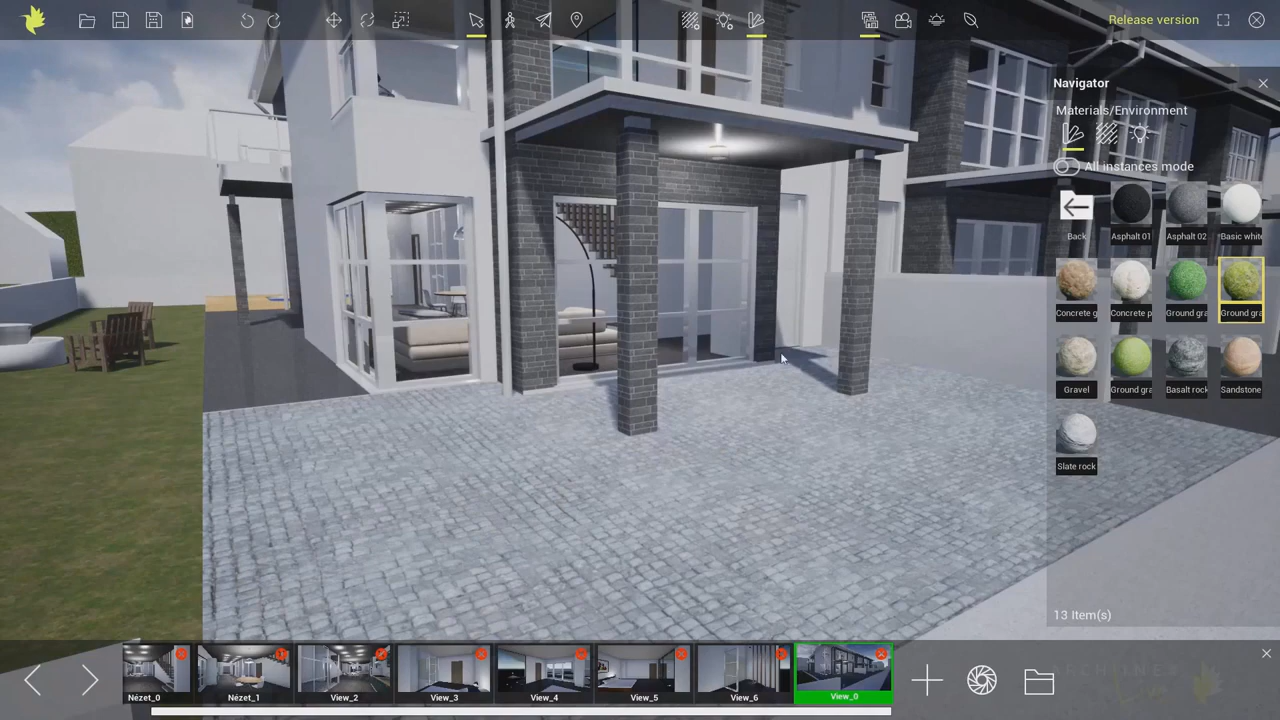 Release version
Navigator
Materials/Environment
All instances mode
Back
Asphalt 01
Asphalt 02
Basic white
Concrete g
Concrete p
Ground gra
Ground gra
Gravel
Ground gra
Basalt rock
Sandstone
Slate rock
13 Item(s)
Nézet_0
Nézet_1
View_2
View_3
View_4
View_5
View_6
View_0